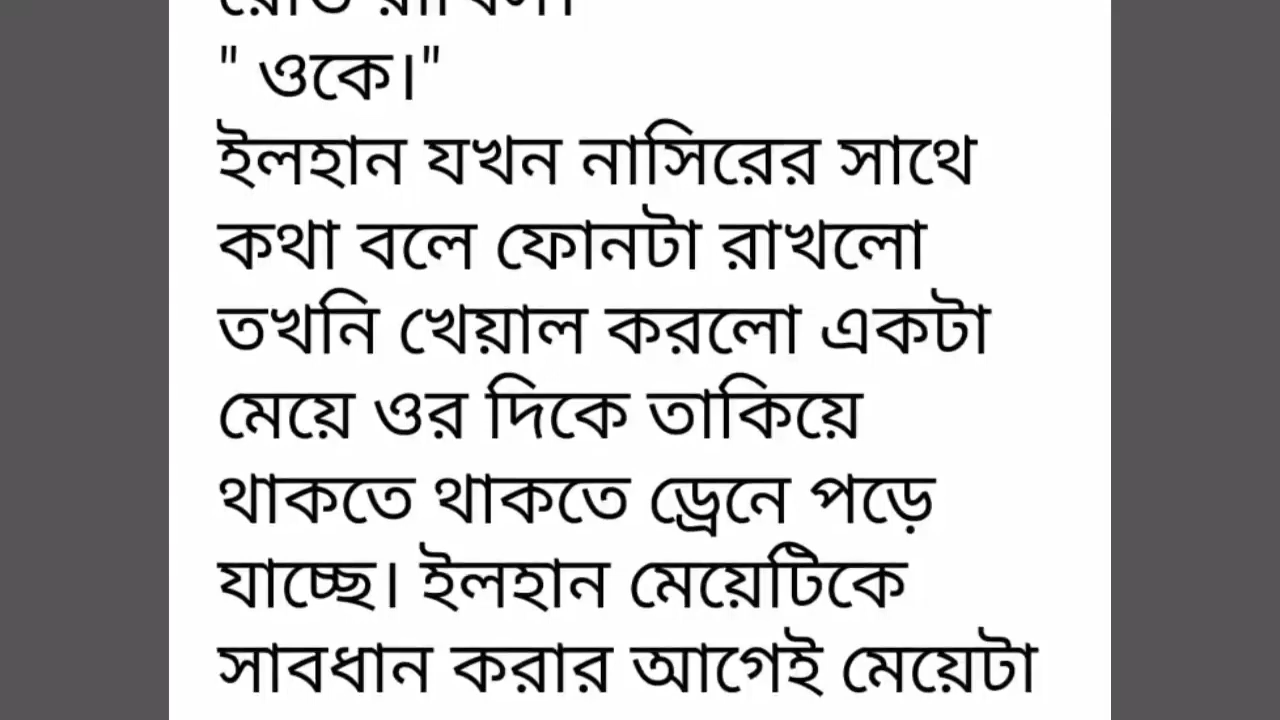 " ওকে।"
ইলহান যখন নাসিরের সাথে
কথা বলে ফোনটা রাখলো
তখনি খেয়াল করলো একটা
মেয়ে ওর দিকে তাকিয়ে
থাকতে থাকতে ড্রেনে পড়ে
যাচ্ছে। ইলহান মেয়েটিকে
সাবধান করার আগেই মেয়েটা